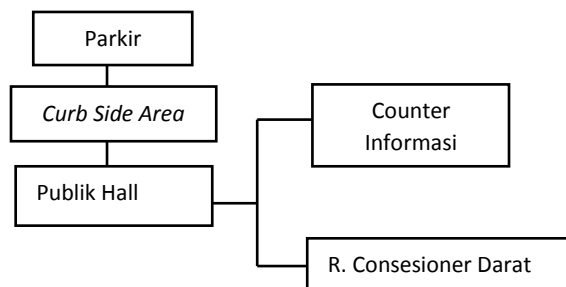 Parkir
Curb Side Area
Counter
Informasi
Publik Hall
R. Consesioner Darat